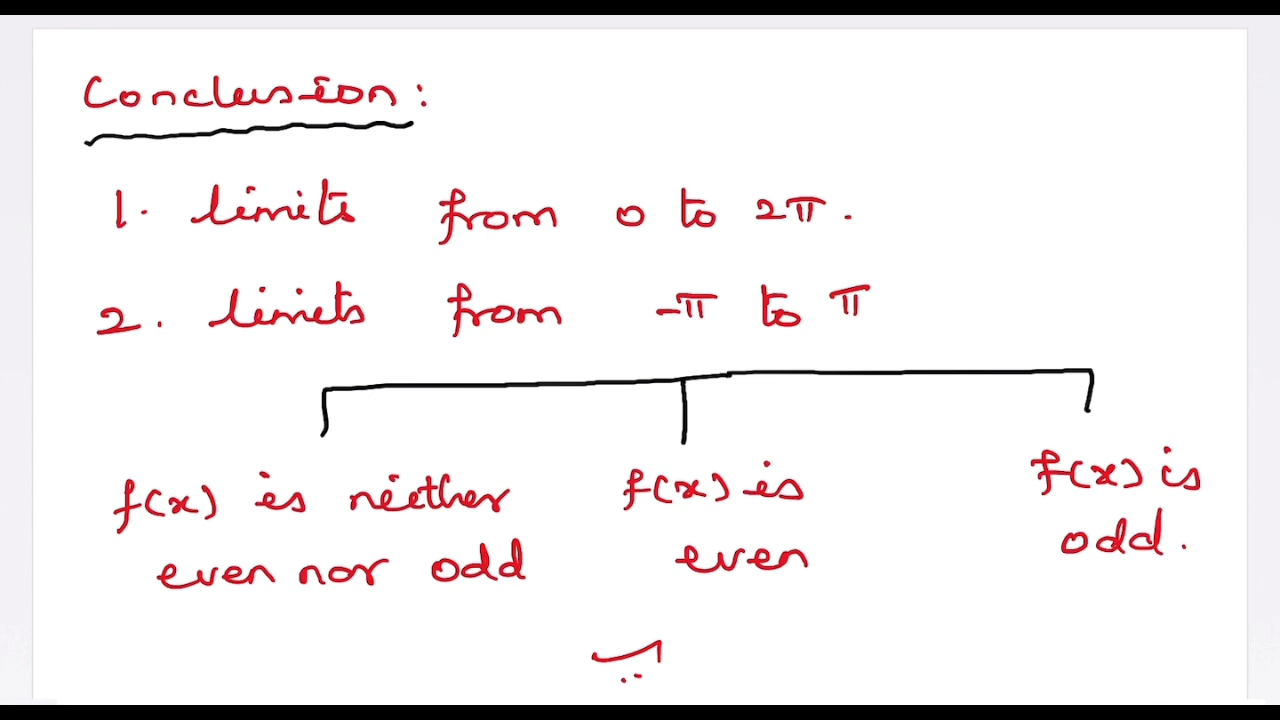 Conclusion:
1. limits from 0 to 2π.
2. limits from -π to π
f(x) is neither
even nor odd
f(x) is
even
f(x) is
odd.